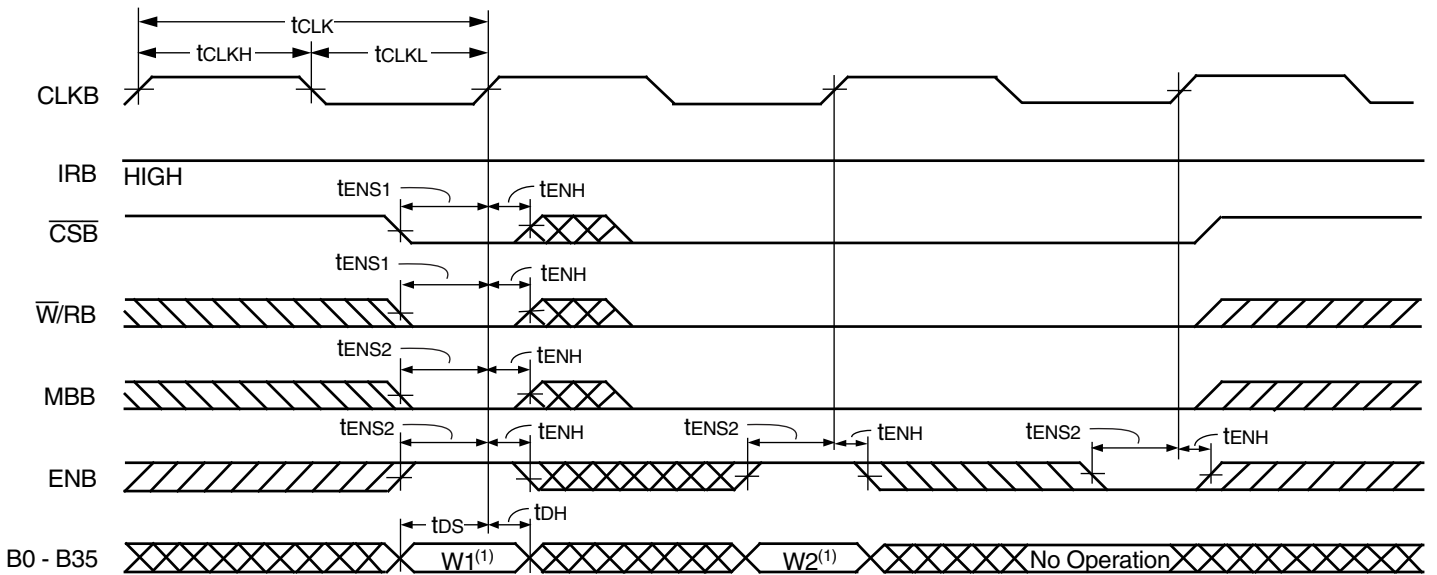 tCLK
tCLKH tCLKL
CLKB
IRB HIGH
tENS1 tENH
CSB
tENS1 tENH
W/RB
tENS2 tENH
MBB
tENS2 tENH tENS2 tENH tENS2 tENH
ENB
tDS tDH
B0 - B35 W1(1) W2(1) No Operation